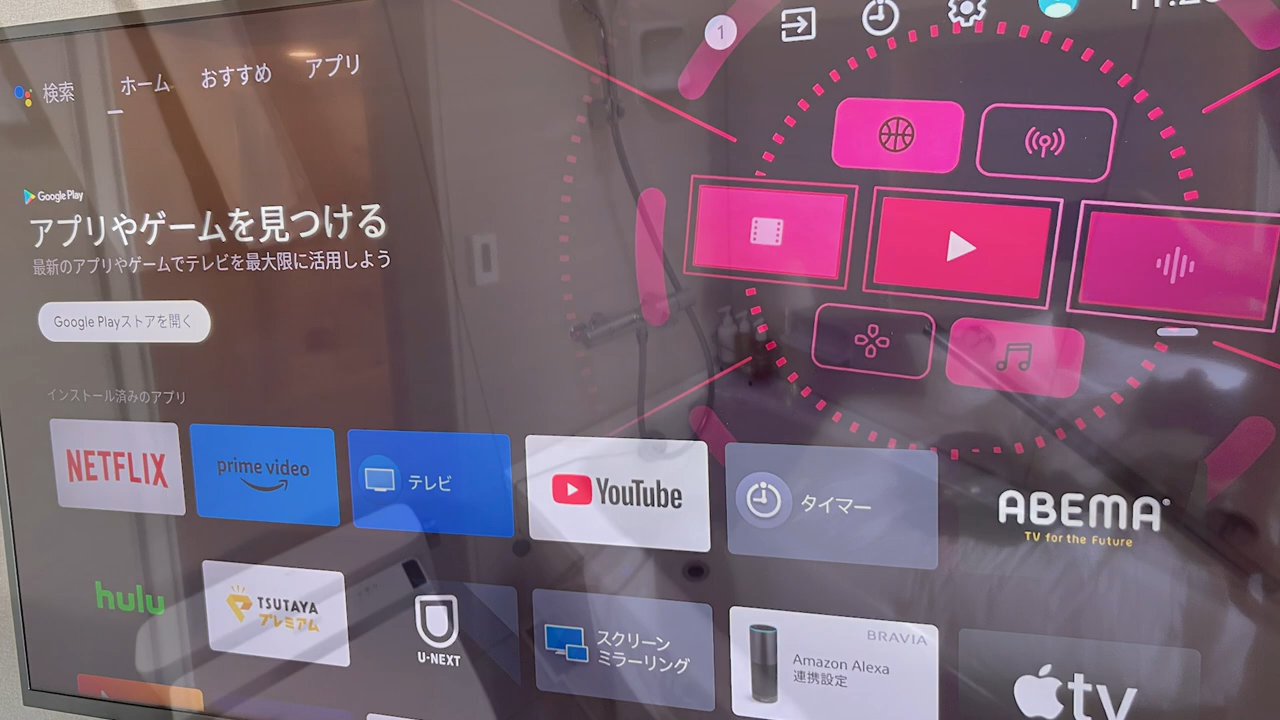 1
検索
ホーム
おすすめ
アプリ
Google Play
アプリやゲームを見つける
最新のアプリやゲームでテレビを最大限に活用しよう
Google Playストアを開く
インストール済みのアプリ
NETFLIX
prime video
テレビ
YouTube
タイマー
ABEMA
TV for the Future
hulu
TSUTAYA
プレミアム
U-NEXT
スクリーン
ミラーリング
BRAVIA
Amazon Alexa
連携設定
tv